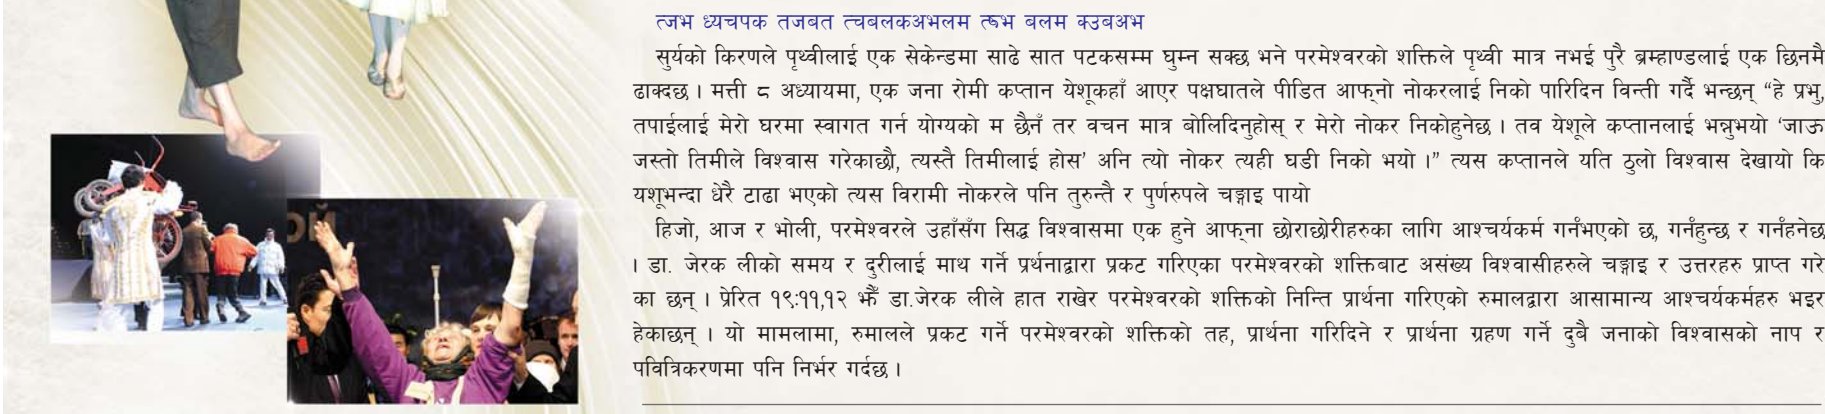 त्जभ ध्यचपक तजबत त्चबलकअभलम त्ष्mभ बलम क्उबअभ
सुर्यको किरणले पृथ्वीलाई एक सेकेन्डमा साढे सात पटकसम्म घुम्न सक्छ भने परमेश्वरको शक्तिले पृथ्वी मात्र नभई पुरै ब्रम्हाण्डलाई एक छिनमै
ढाक्दछ । मत्ती ८ अध्यायमा, एक जना रोमी कप्तान येशूकहाँ आएर पक्षघातले पीडित आफ्नो नोकरलाई निको पारिदिन विन्ती गर्दै भन्छन् “हे प्रभु,
तपाईलाई मेरो घरमा स्वागत गर्न योग्यको म छैनँ तर वचन मात्र बोलिदिनुहोस् र मेरो नोकर निकोहुनेछ । तव येशूले कप्तानलाई भन्नुभयो ‘जाऊ
जस्तो तिमीले विश्वास गरेकाछौ, त्यस्तै तिमीलाई होस’ अनि त्यो नोकर त्यही घडी निको भयो ।” त्यस कप्तानले यति ठुलो विश्वास देखायो कि
यशूभन्दा धेरै टाढा भएको त्यस विरामी नोकरले पनि तुरुन्तै र पुर्णरुपले चङ्गाइ पायो
हिजो, आज र भोली, परमेश्वरले उहाँसँग सिद्ध विश्वासमा एक हुने आफ्ना छोराछोरीहरुका लागि आश्चर्यकर्म गर्नँभएको छ, गर्नँहुन्छ र गर्नँहनेछ
। डा. जेरक लीको समय र दुरीलाई माथ गर्ने प्रर्थनाद्वारा प्रकट गरिएका परमेश्वरको शक्तिबाट असंख्य विश्वासीहरुले चङ्गाइ र उत्तरहरु प्राप्त गरे
का छन् । प्रेरित १९:११,१२ झैँ डा.जेरक लीले हात राखेर परमेश्वरको शक्तिको निन्ति प्रार्थना गरिएको रुमालद्वारा आसामान्य आश्चर्यकर्महरु भइर
हेकाछन् । यो मामलामा, रुमालले प्रकट गर्ने परमेश्वरको शक्तिको तह, प्रार्थना गरिदिने र प्रार्थना ग्रहण गर्ने दुबै जनाको विश्वासको नाप र
पवित्रिकरणमा पनि निर्भर गर्दछ ।